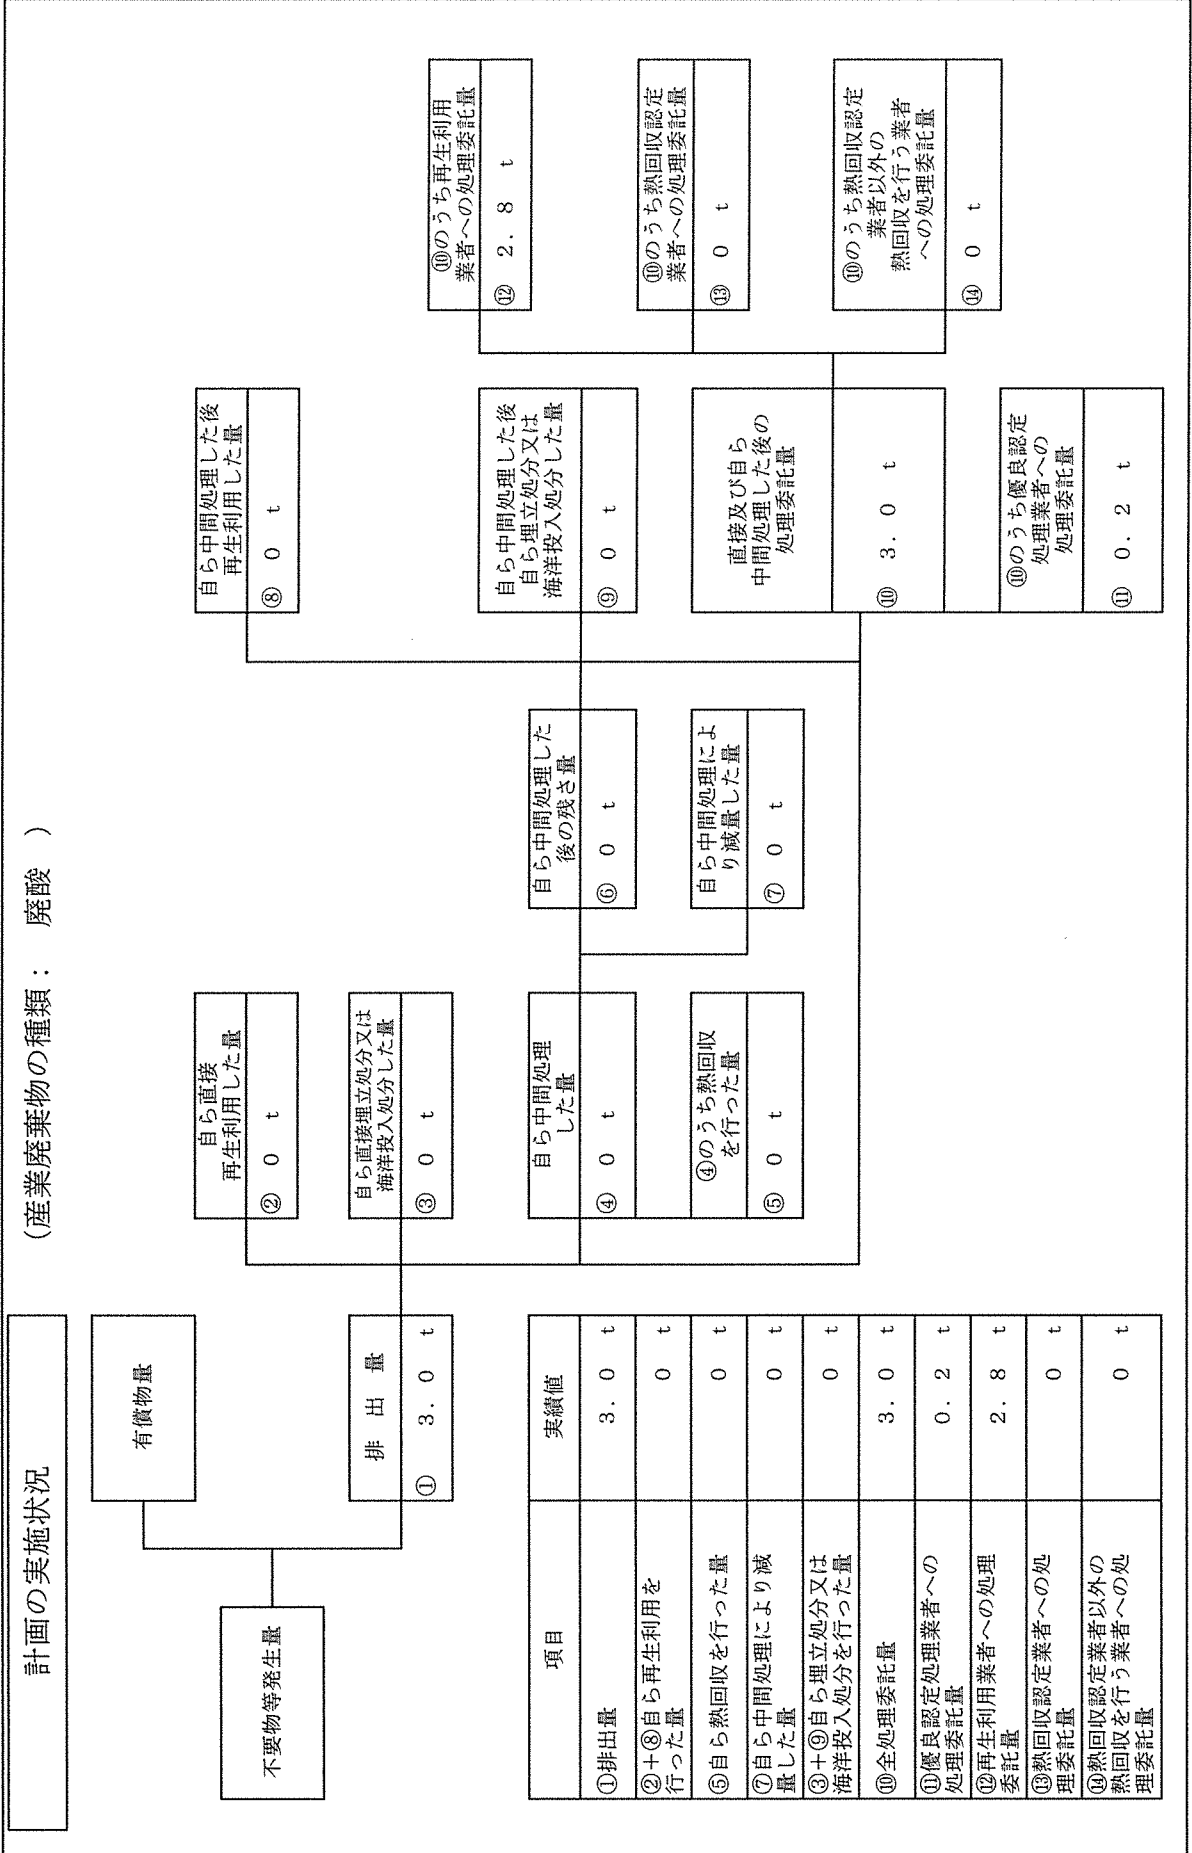 計画の実施状況
(産業廃棄物の種類： 廃酸 )
不要物等発生量
有償物量
排 出 量
① 3．0 t
自ら直接
再生利用した量
② 0 t
自ら直接埋立処分又は
海洋投入処分した量
③ 0 t
自ら中間処理
した量
④ 0 t
④のうち熱回収
を行った量
⑤ 0 t
自ら中間処理した
後の残さ量
⑥ 0 t
自ら中間処理によ
り減量した量
⑦ 0 t
自ら中間処理した後
再生利用した量
⑧ 0 t
自ら中間処理した後
自ら埋立処分又は
海洋投入処分した量
⑨ 0 t
直接及び自ら
中間処理した後の
処理委託量
⑩ 3．0 t
⑩のうち優良認定
処理業者への
処理委託量
⑪ 0．2 t
⑩のうち再生利用
業者への処理委託量
⑫ 2．8 t
⑩のうち熱回収認定
業者への処理委託量
⑬ 0 t
⑩のうち熱回収認定
業者以外の
熱回収を行う業者
への処理委託量
⑭ 0 t
項目 実績値
①排出量 3．0 t
②＋⑧自ら再生利用を
行った量 0 t
⑤自ら熱回収を行った量 0 t
⑦自ら中間処理により減
量した量 0 t
③＋⑨自ら埋立処分又は
海洋投入処分を行った量 0 t
⑩全処理委託量 3．0 t
⑪優良認定処理業者への
処理委託量 0．2 t
⑫再生利用業者への処理
委託量 2．8 t
⑬熱回収認定業者への処
理委託量 0 t
⑭熱回収認定業者以外の
熱回収を行う業者への処
理委託量 0 t